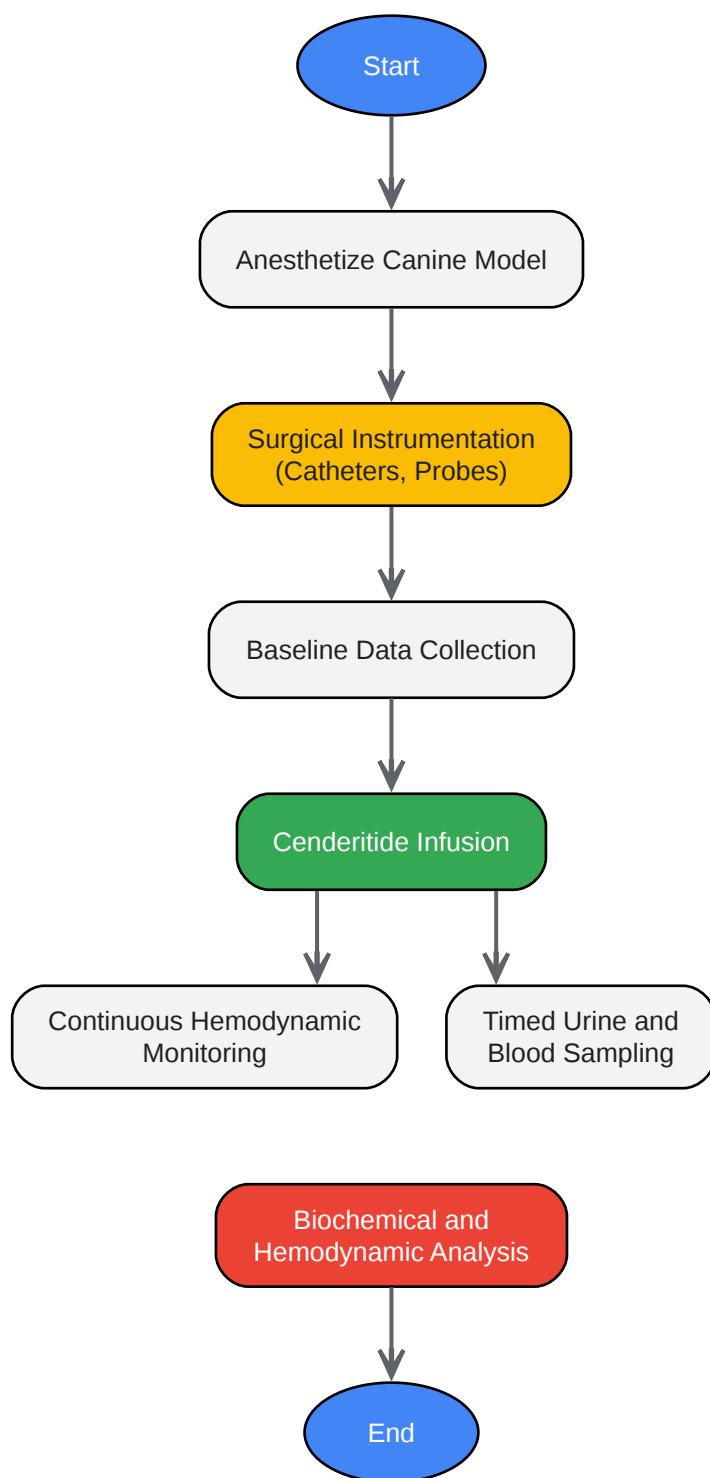 Start
Anesthetize Canine Model
Surgical Instrumentation
(Catheters, Probes)
Baseline Data Collection
Cenderitide Infusion
Continuous Hemodynamic
Monitoring
Timed Urine and
Blood Sampling
Biochemical and
Hemodynamic Analysis
End